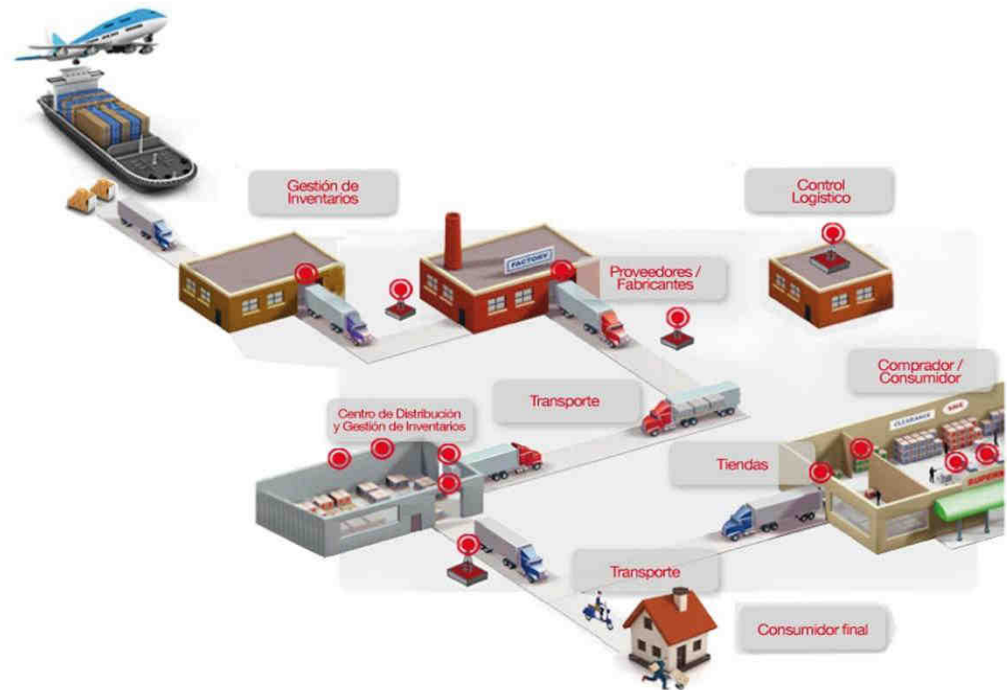 Gestión de
Inventarios
Control
Logístico
FACTORY
Proveedores /
Fabricantes
Comprador /
Consumidor
CLEARANCE
SALE
Transporte
Centro de Distribución
y Gestión de Inventarios
Tiendas
Transporte
Consumidor final